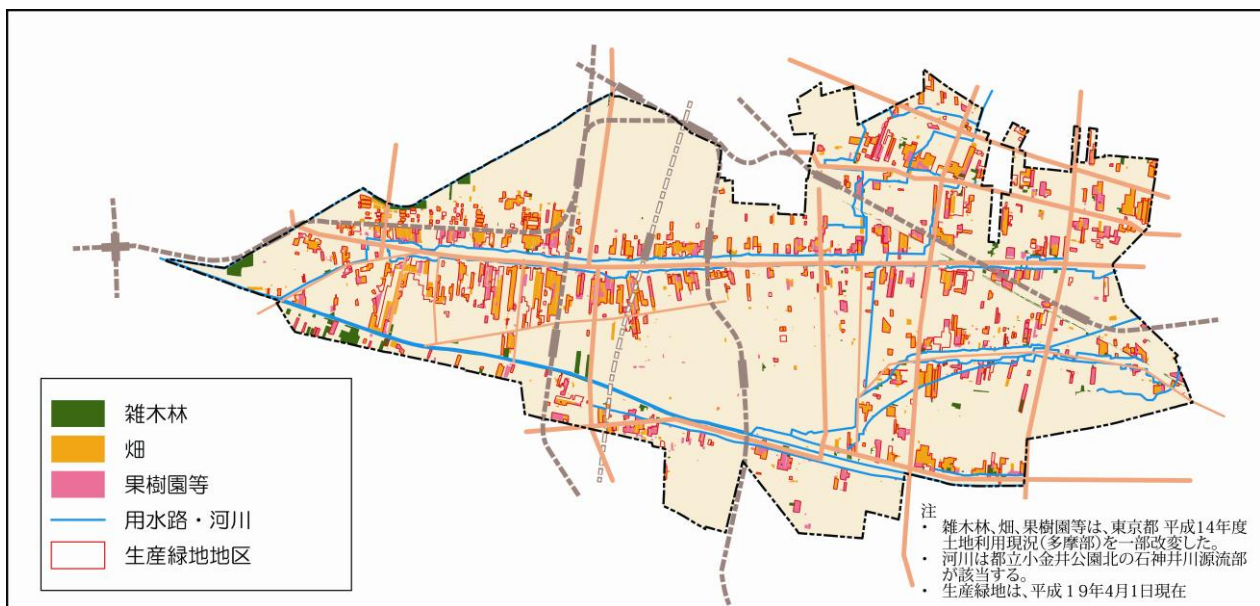 雑木林
畑
果樹園等
用水路・河川
生産緑地地区
注
・ 雑木林、畑、果樹園等は、東京都 平成14年度
土地利用現況(多摩部)を一部改変した。
・ 河川は都立小金井公園北の石神井川源流部
が該当する。
・ 生産緑地は、平成19年4月1日現在